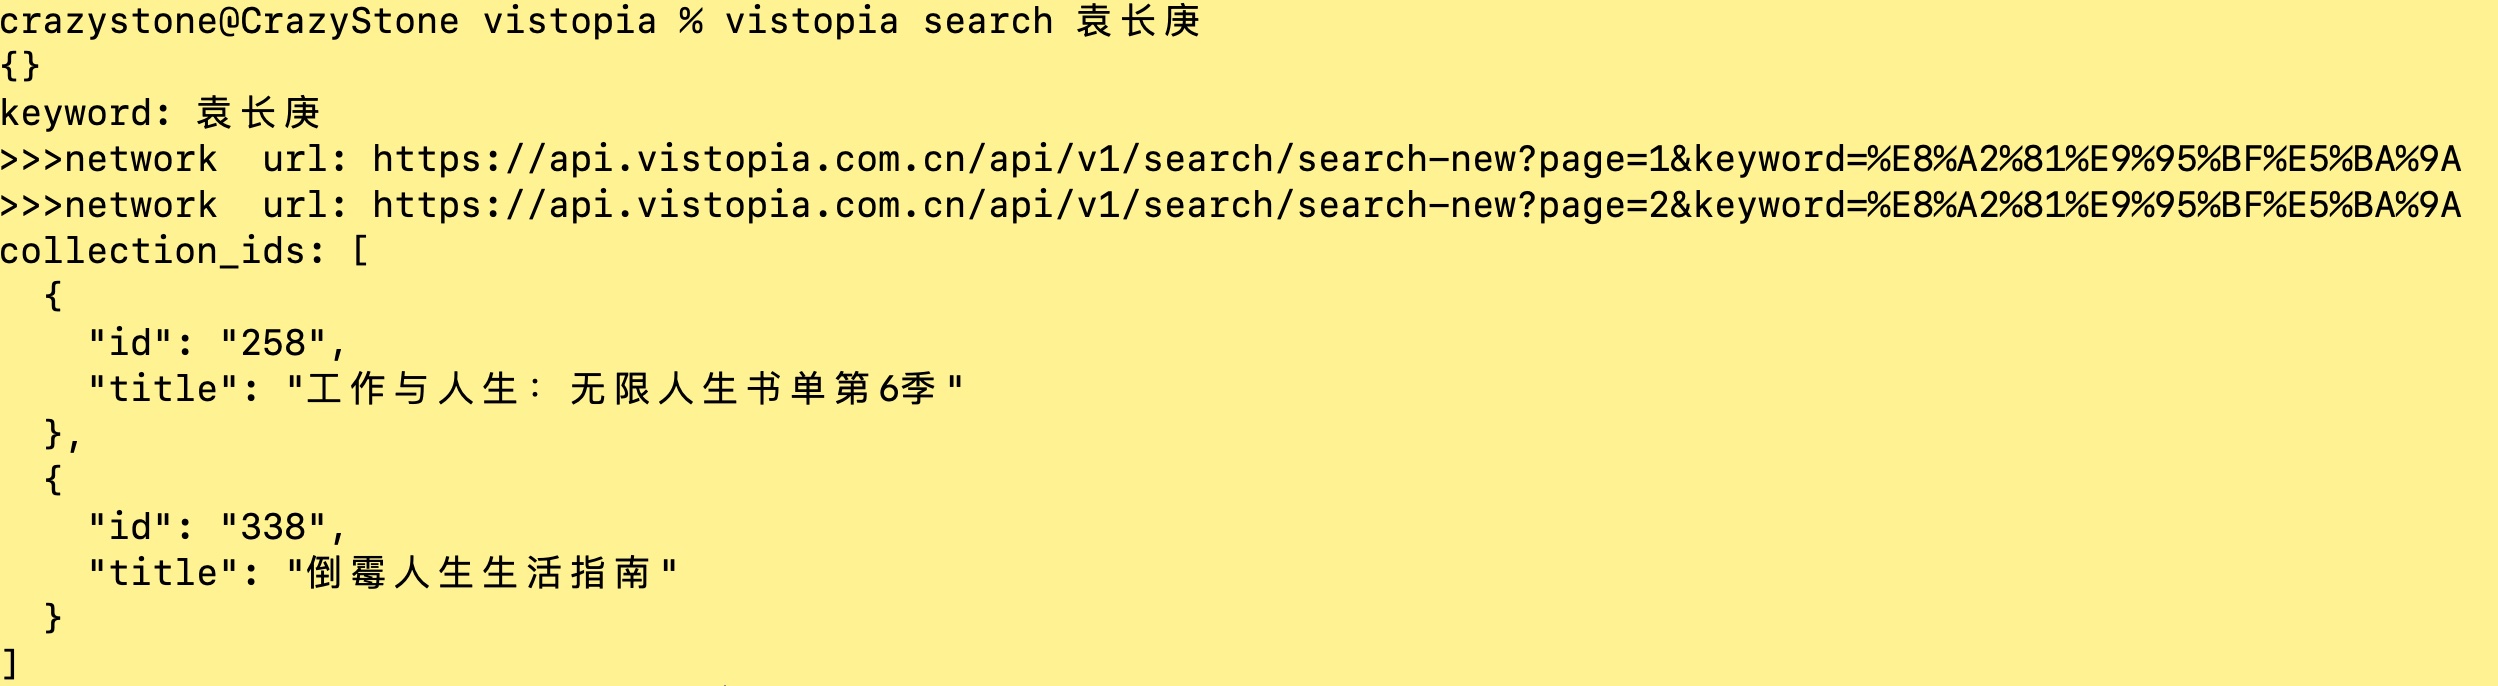 crazystone@CrazyStone vistopia % vistopia search 袁长庚
{}
keyword: 袁长庚
>>>network  url: https://api.vistopia.com.cn/api/v1/search/search-new?page=1&keyword=%E8%A2%81%E9%95%BF%E5%BA%9A
>>>network  url: https://api.vistopia.com.cn/api/v1/search/search-new?page=2&keyword=%E8%A2%81%E9%95%BF%E5%BA%9A
collection_ids: [
  {
    "id": "258",
    "title": "工作与人生：无限人生书单第6季"
  },
  {
    "id": "338",
    "title": "倒霉人生生活指南"
  }
]